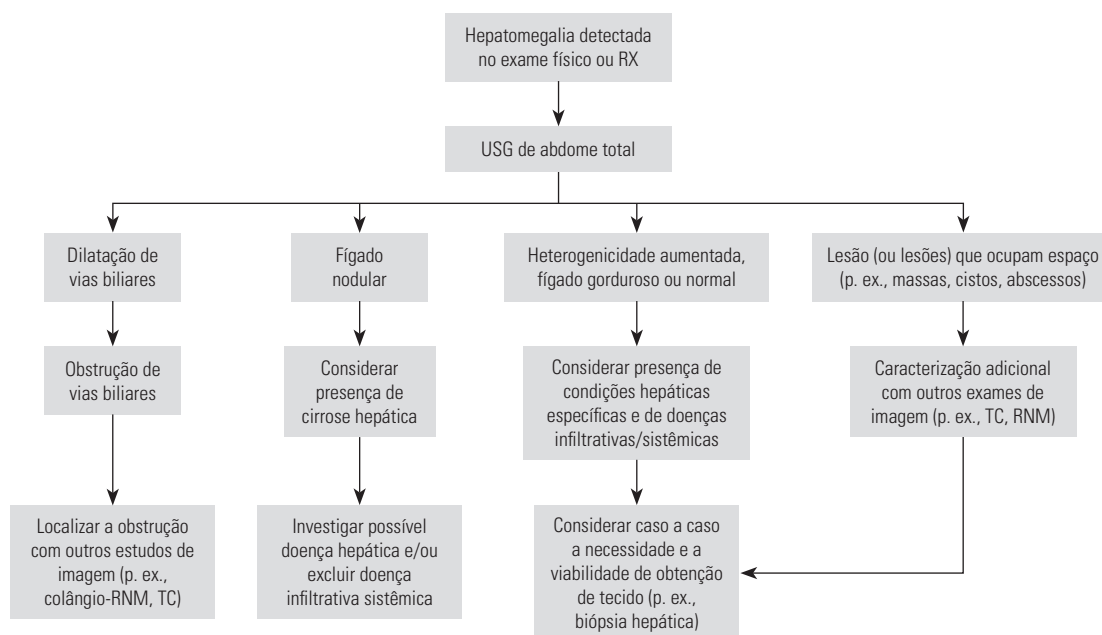 Hepatomegalia detectada
no exame físico ou RX
USG de abdome total
Dilatação de
vias biliares
Fígado
nodular
Heterogenicidade aumentada,
fígado gorduroso ou normal
Lesão (ou lesões) que ocupam espaço
(p. ex., massas, cistos, abscessos)
Obstrução de
vias biliares
Considerar
presença de
cirrose hepática
Considerar presença de
condições hepáticas
específicas e de doenças
infiltrativas/sistêmicas
Caracterização adicional
com outros exames de
imagem (p. ex., TC, RNM)
Localizar a obstrução
com outros estudos de
imagem (p. ex.,
colângio-RNM, TC)
Investigar possível
doença hepática e/ou
excluir doença
infiltrativa sistêmica
Considerar caso a caso
a necessidade e a
viabilidade de obtenção
de tecido (p. ex.,
biópsia hepática)